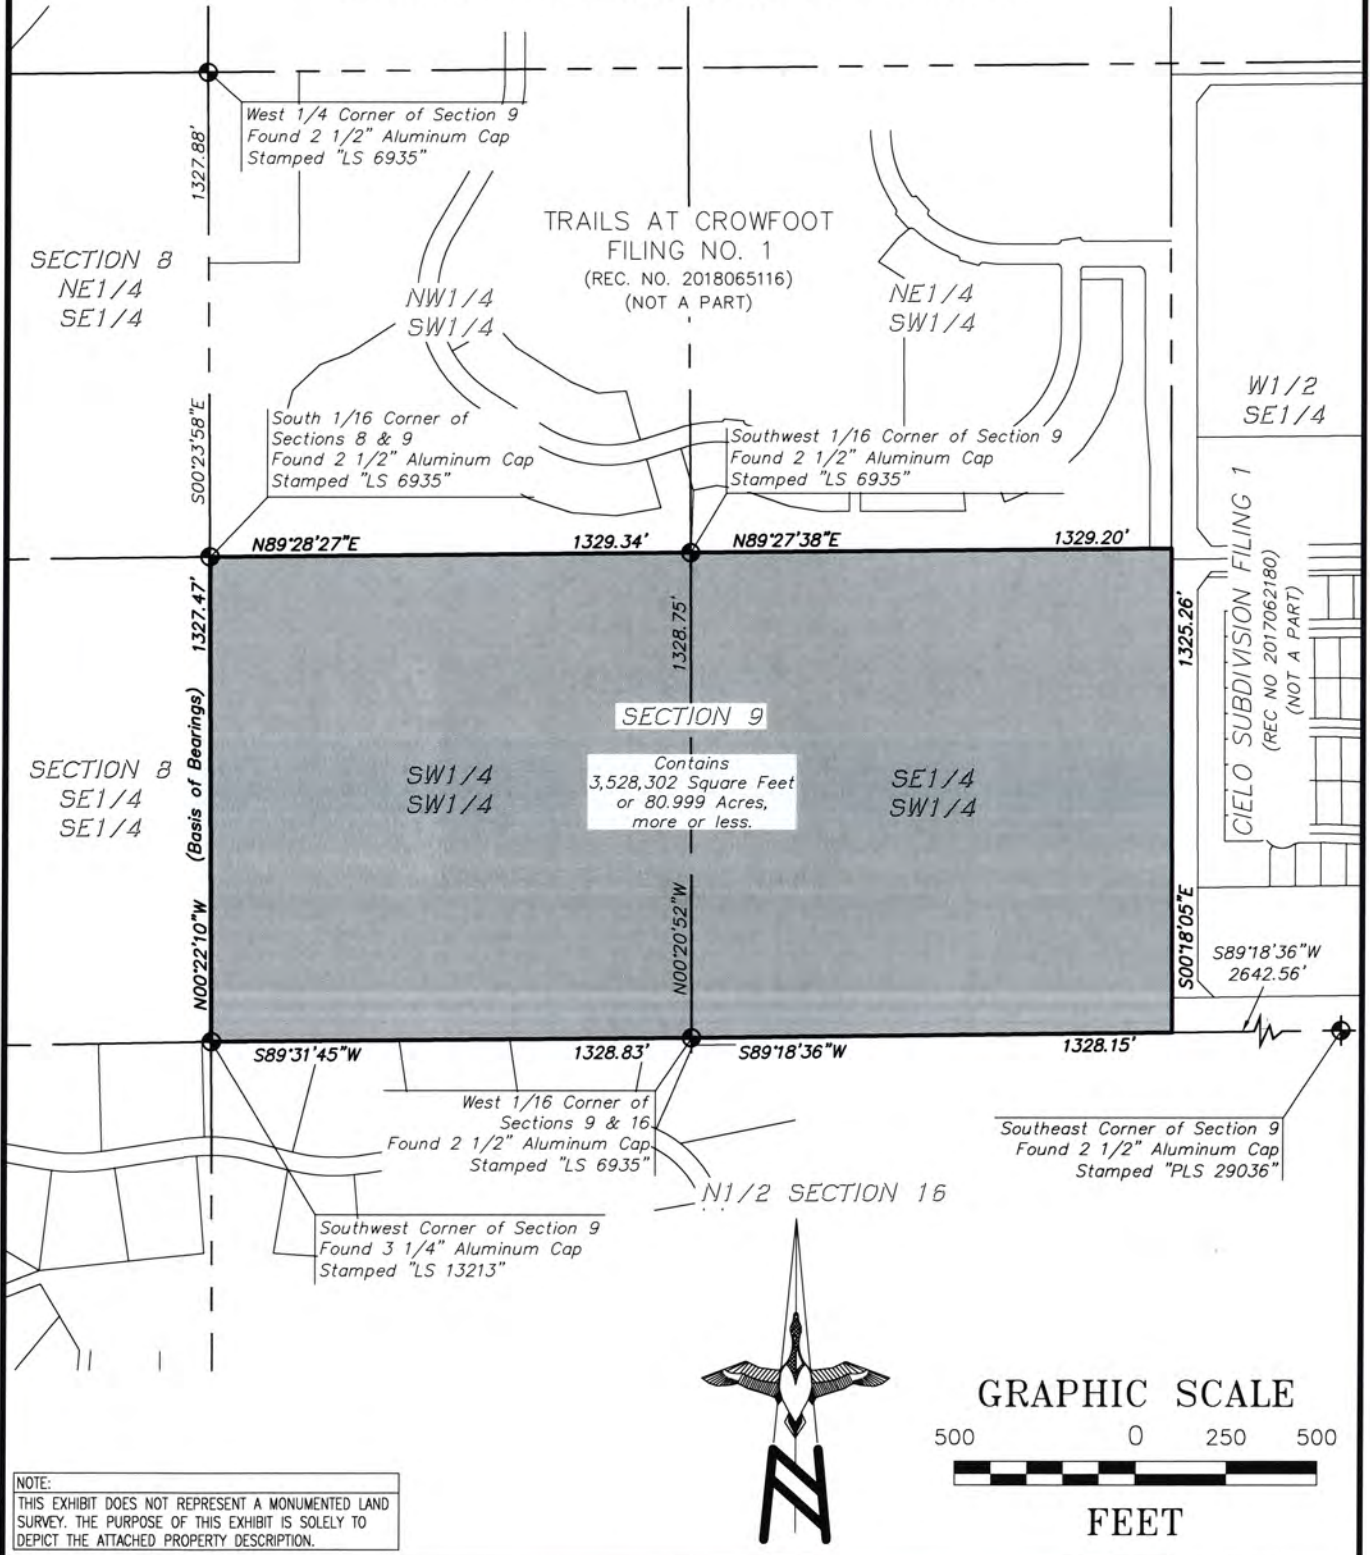 West 1/4 Corner of Section 9
Found 2 1/2" Aluminum Cap
Stamped "LS 6935"
1327.88'
TRAILS AT CROWFOOT
FILING NO. 1
(REC. NO. 2018065116)
(NOT A PART)
SECTION 8
NE1/4
SE1/4
NW1/4
SW1/4
NE1/4
SW1/4
W1/2
SE1/4
S00°23'58"E
South 1/16 Corner of
Sections 8 & 9
Found 2 1/2" Aluminum Cap
Stamped "LS 6935"
Southwest 1/16 Corner of Section 9
Found 2 1/2" Aluminum Cap
Stamped "LS 6935"
N89°28'27"E
1329.34'
N89°27'38"E
1329.20'
CIELO SUBDIVISION FILING 1
(REC NO 2017062180)
(NOT A PART)
1327.47'
(Basis of Bearings)
N00°22'10"W
1328.75'
N00°20'52"W
1325.26'
S00°18'05"E
SECTION 9
Contains
3,528,302 Square Feet
or 80.999 Acres,
more or less.
SECTION 8
SE1/4
SE1/4
SW1/4
SW1/4
SE1/4
SW1/4
S89°18'36"W
2642.56'
S89°31'45"W
1328.83'
S89°18'36"W
1328.15'
West 1/16 Corner of
Sections 9 & 16
Found 2 1/2" Aluminum Cap
Stamped "LS 6935"
Southeast Corner of Section 9
Found 2 1/2" Aluminum Cap
Stamped "PLS 29036"
N1/2 SECTION 16
Southwest Corner of Section 9
Found 3 1/4" Aluminum Cap
Stamped "LS 13213"
N
GRAPHIC SCALE
500 0 250 500
FEET
NOTE:
THIS EXHIBIT DOES NOT REPRESENT A MONUMENTED LAND
SURVEY. THE PURPOSE OF THIS EXHIBIT IS SOLELY TO
DEPICT THE ATTACHED PROPERTY DESCRIPTION.